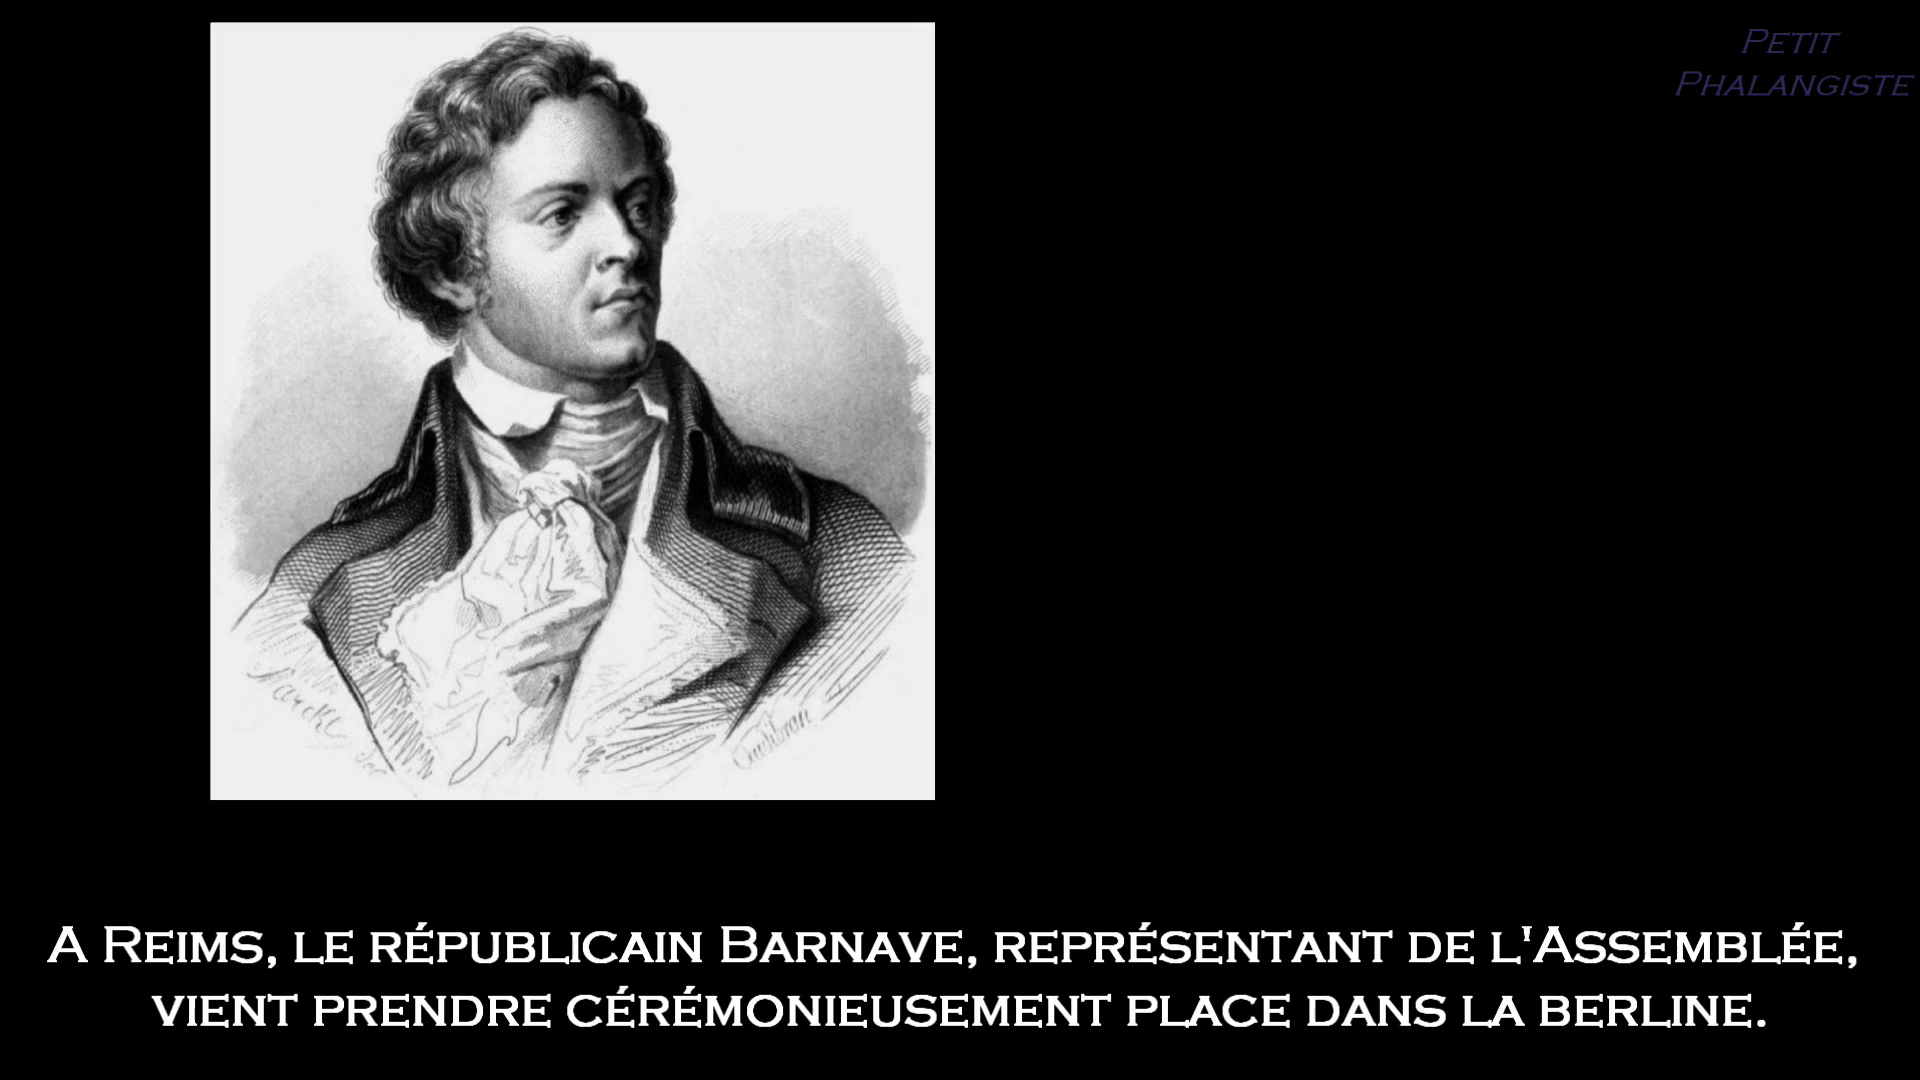 Petit
Phalangiste
A Reims, le républicain Barnave, représentant de l'Assemblée,
vient prendre cérémonieusement place dans la berline.